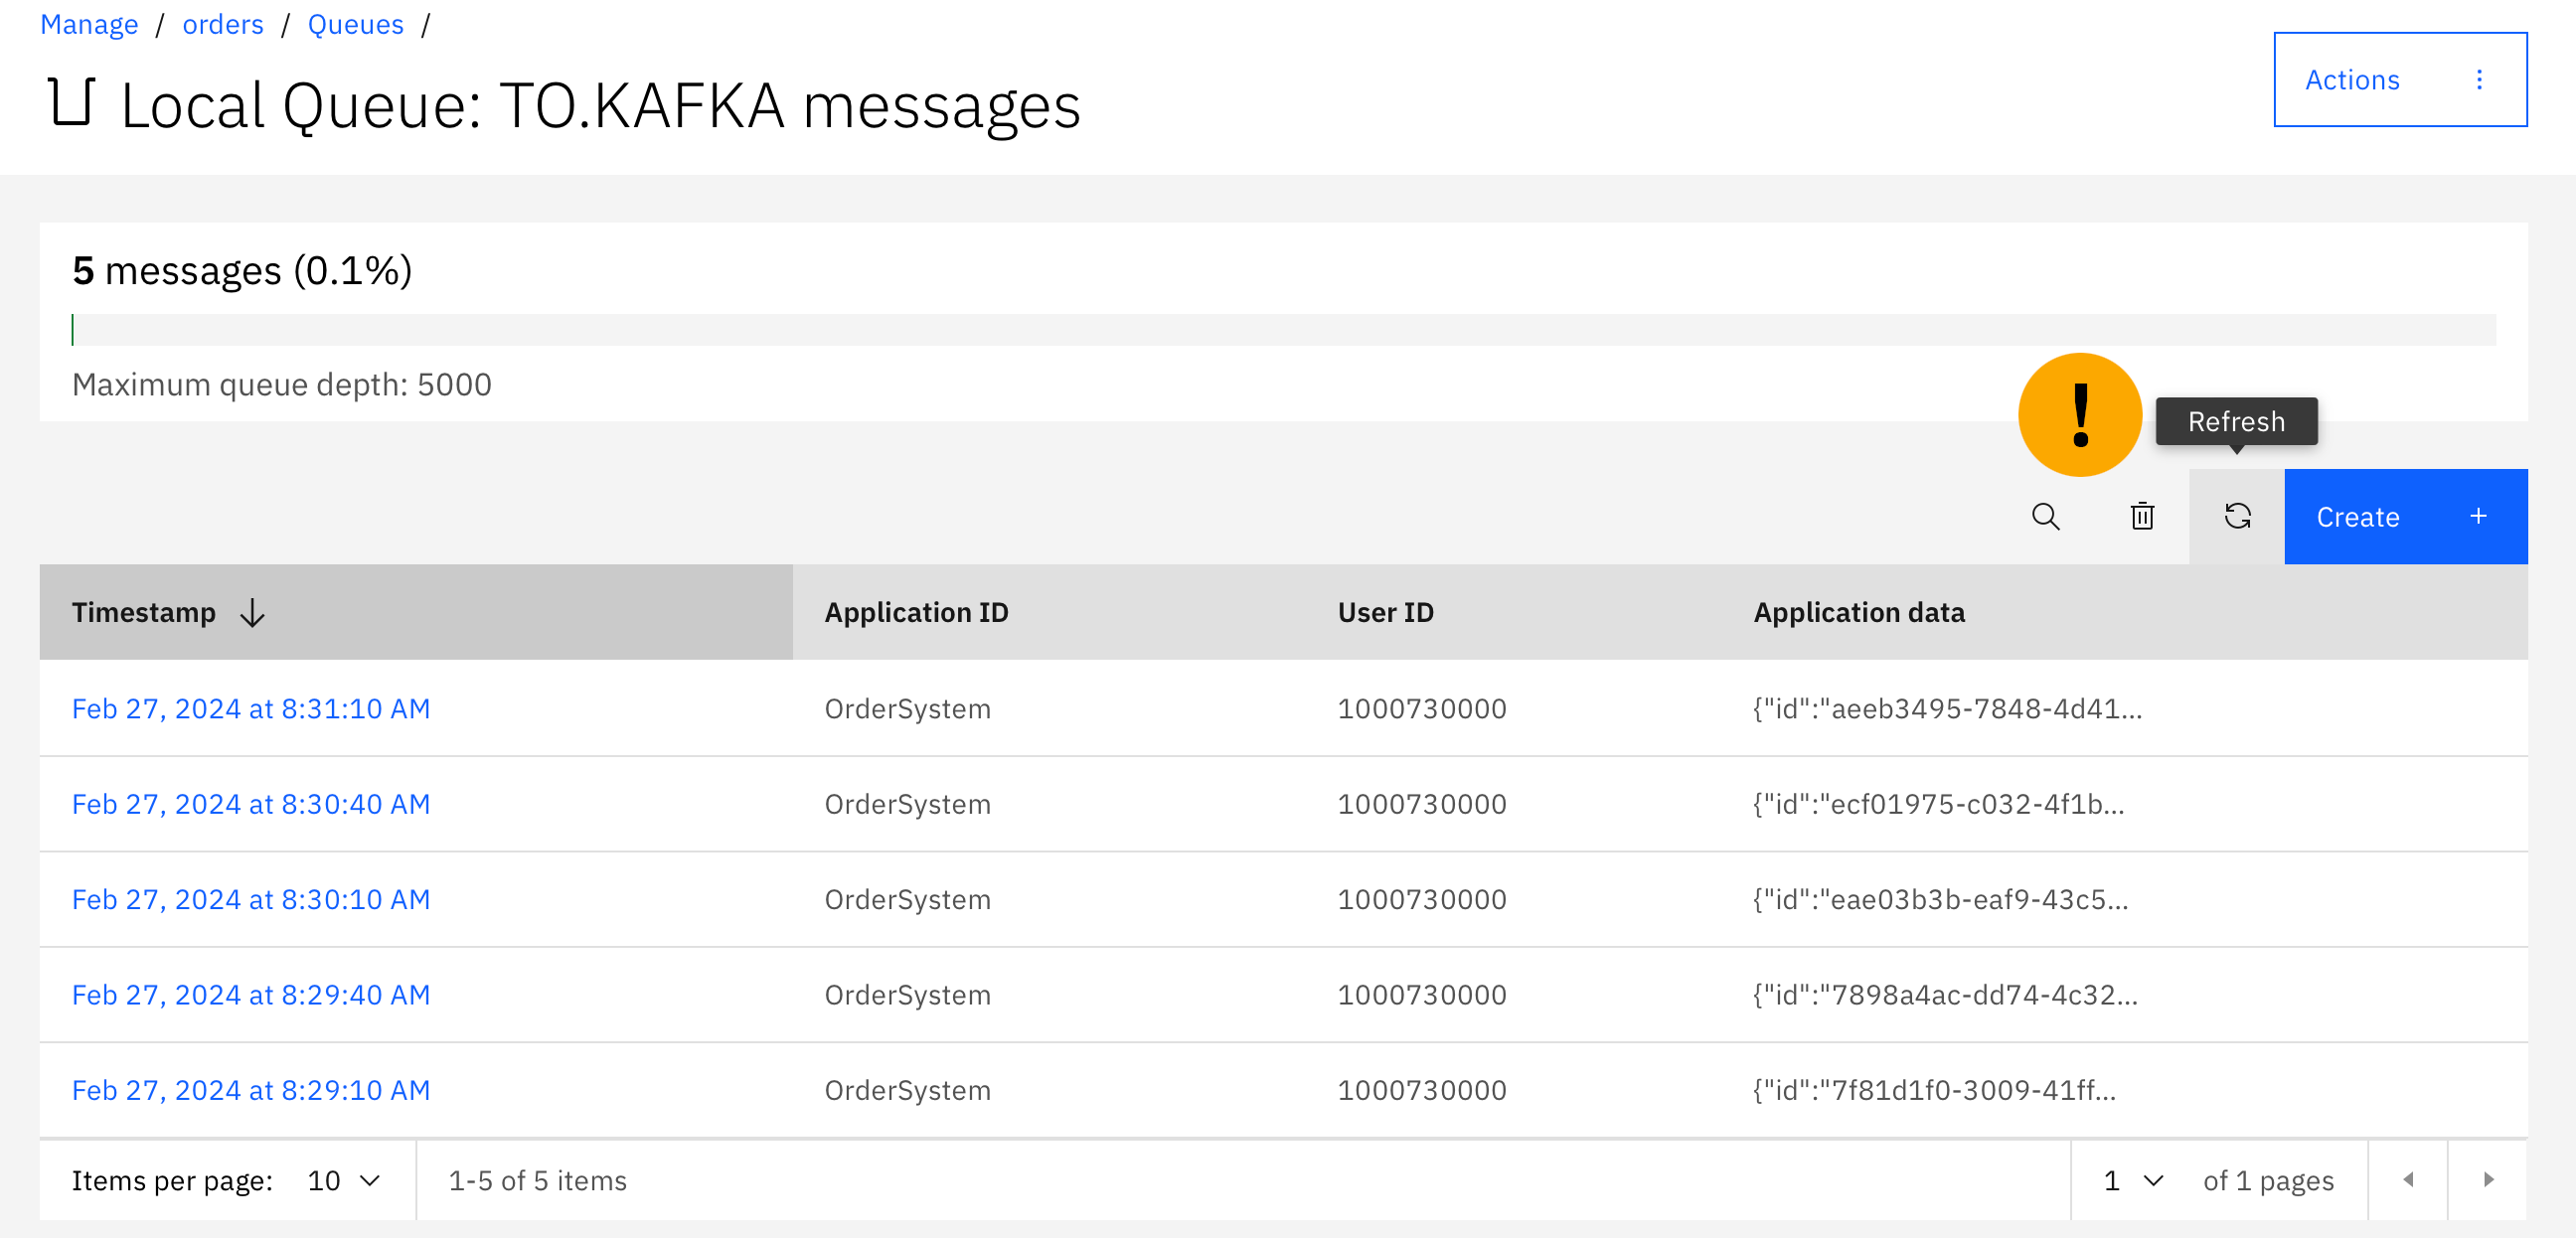 Manage / orders / Queues /
Local Queue: TO.KAFKA messages
Actions
5 messages (0.1%)
Maximum queue depth: 5000
!
Refresh
Create +
Timestamp Application ID User ID Application data
Feb 27, 2024 at 8:31:10 AM OrderSystem 1000730000 {"id":"aeeb3495-7848-4d41...
Feb 27, 2024 at 8:30:40 AM OrderSystem 1000730000 {"id":"ecf01975-c032-4f1b...
Feb 27, 2024 at 8:30:10 AM OrderSystem 1000730000 {"id":"eae03b3b-eaf9-43c5...
Feb 27, 2024 at 8:29:40 AM OrderSystem 1000730000 {"id":"7898a4ac-dd74-4c32...
Feb 27, 2024 at 8:29:10 AM OrderSystem 1000730000 {"id":"7f81d1f0-3009-41ff...
Items per page: 10 1-5 of 5 items 1 of 1 pages